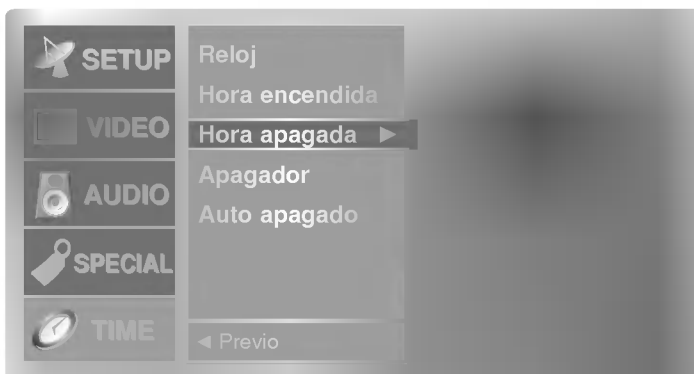 SETUP
VIDEO
AUDIO
SPECIAL
TIME
Reloj
Hora encendida
Hora apagada ►
Apagador
Auto apagado
◄ Previo